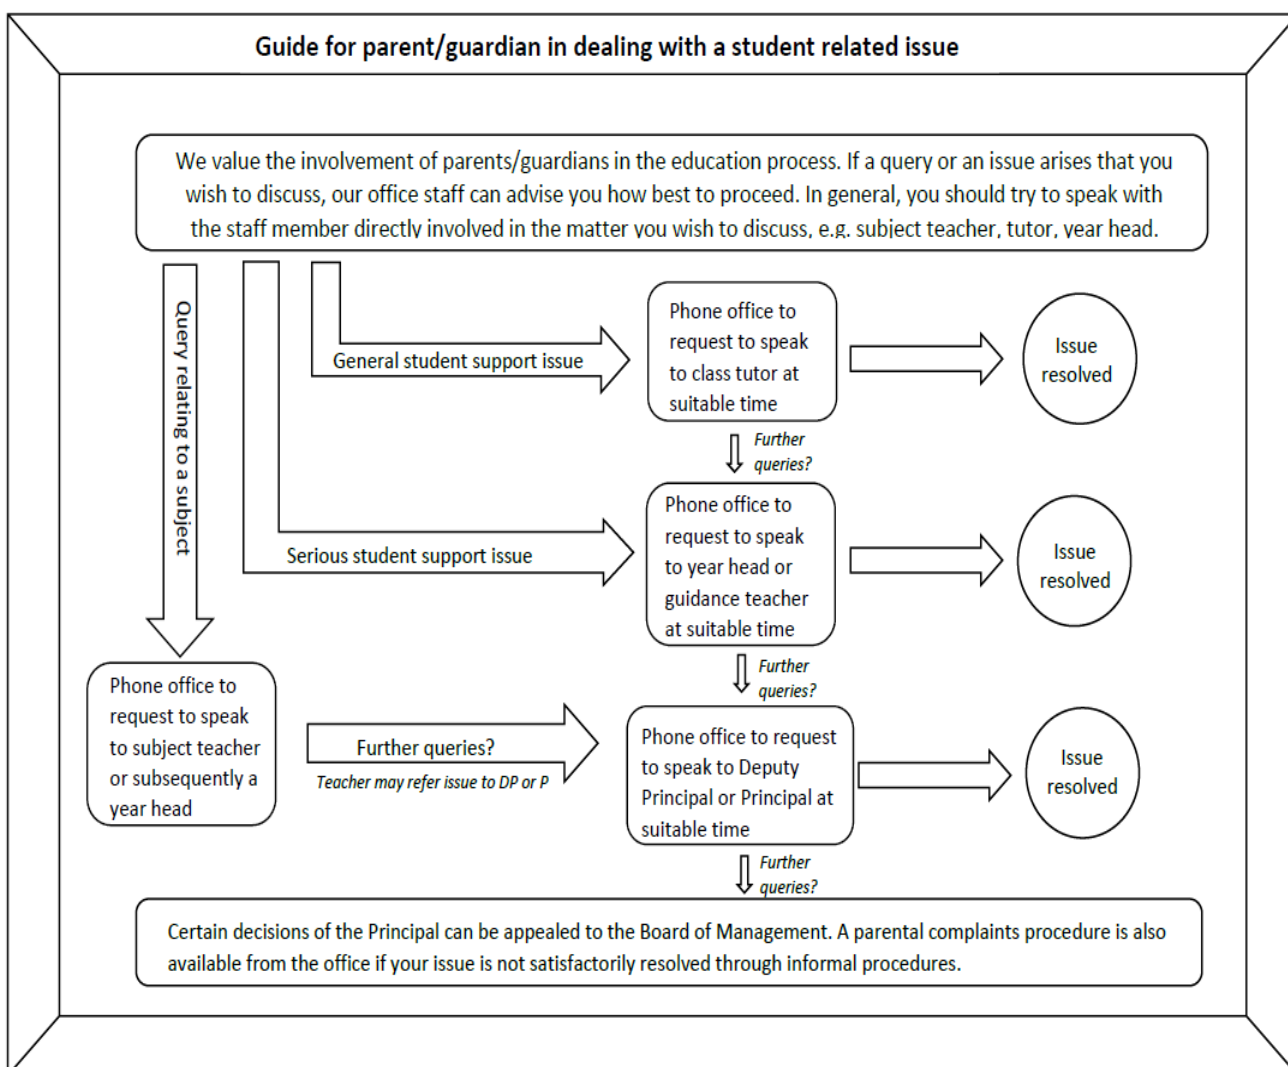 Guide for parent/guardian in dealing with a student related issue
We value the involvement of parents/guardians in the education process. If a query or an issue arises that you
wish to discuss, our office staff can advise you how best to proceed. In general, you should try to speak with
the staff member directly involved in the matter you wish to discuss, e.g. subject teacher, tutor, year head.
Query relating to a subject
General student support issue
Phone office to
request to speak
to class tutor at
suitable time
Issue
resolved
Further
queries?
Serious student support issue
Phone office to
request to speak
to year head or
guidance teacher
at suitable time
Issue
resolved
Further
queries?
Phone office to
request to speak
to subject teacher
or subsequently a
year head
Further queries?
Teacher may refer issue to DP or P
Phone office to request
to speak to Deputy
Principal or Principal at
suitable time
Issue
resolved
Further
queries?
Certain decisions of the Principal can be appealed to the Board of Management. A parental complaints procedure is also
available from the office if your issue is not satisfactorily resolved through informal procedures.